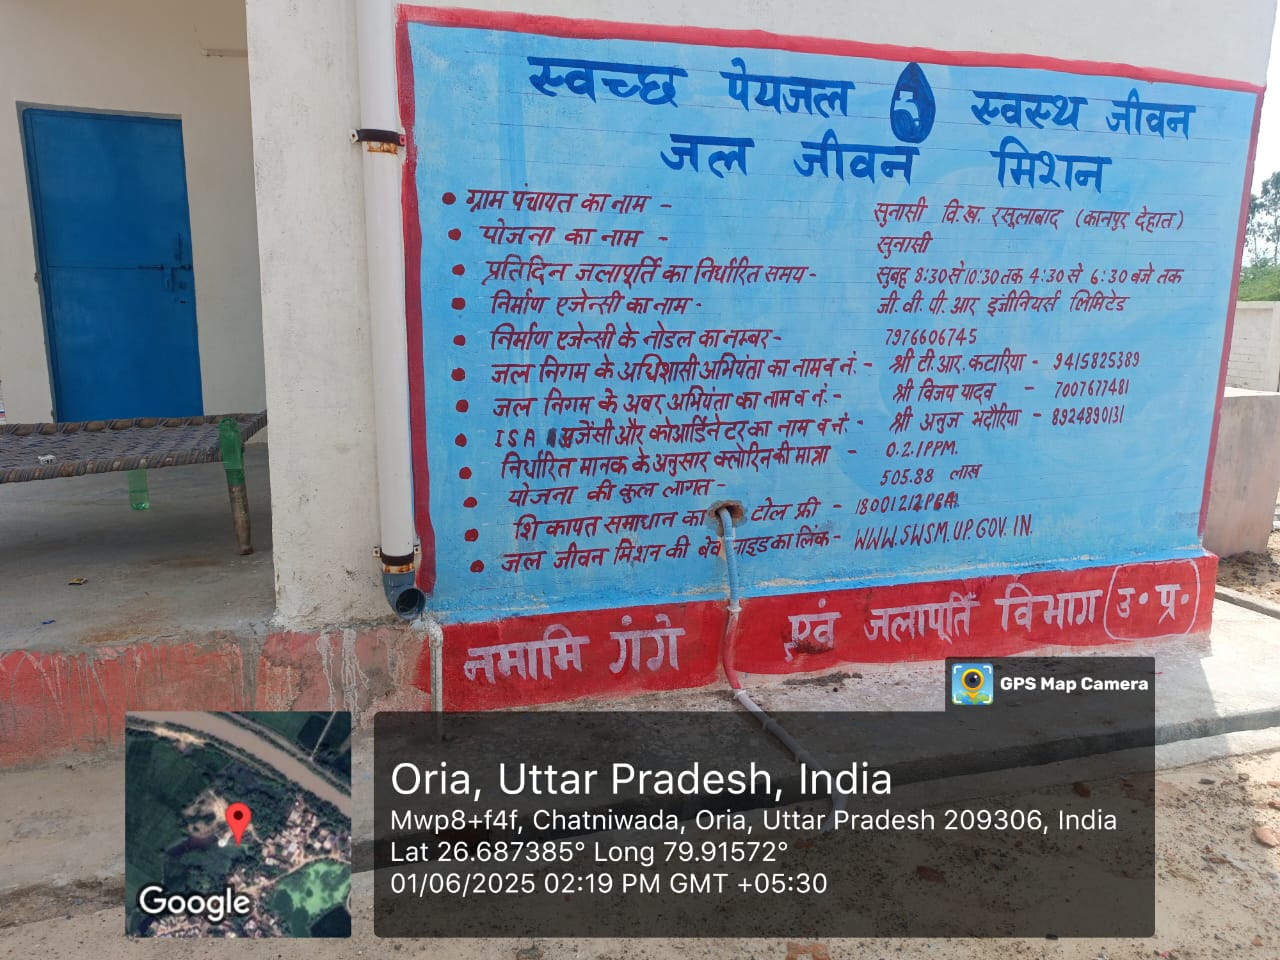 स्वच्छ पेयजल स्वस्थ जीवन
जल जीवन मिशन
ग्राम पंचायत का नाम - सुनासी वि.ख. रसूलाबाद (कानपुर देहात)
योजना का नाम - सुनासी
प्रतिदिन जलापूर्ति का निर्धारित समय - सुबह 8:30 से 10:30 तक 4:30 से 6:30 बजे तक
निर्माण एजेन्सी का नाम - जी.वी.पी.आर इंजीनियर्स लिमिटेड
निर्माण एजेन्सी के नोडल का नम्बर - 7976606745
जल निगम के अधिशासी अभियंता का नाम व नं. - श्री टी.आर. कटारिया - 9415825389
जल निगम के अवर अभियंता का नाम व नं. - श्री विजय यादव - 7007677481
ISA एजेंसी और कोआर्डिनेटर का नाम व नं. - श्री अनुज भदौरिया - 8924890131
निर्धारित मानक के अनुसार क्लोरिन की मात्रा - 0.2.1PPM.
योजना की कुल लागत - 505.88 लाख
शिकायत समाधान का टोल फ्री -
जल जीवन मिशन की का लिंक - WWW.SWSM.UP.GOV.IN.
नमामि गंगे एवं जलापूर्ति विभाग (उ.प्र.)
GPS Map Camera
Oria, Uttar Pradesh, India
Mwp8+f4f, Chatniwada, Oria, Uttar Pradesh 209306, India
Lat 26.687385° Long 79.91572°
01/06/2025 02:19 PM GMT +05:30
Google